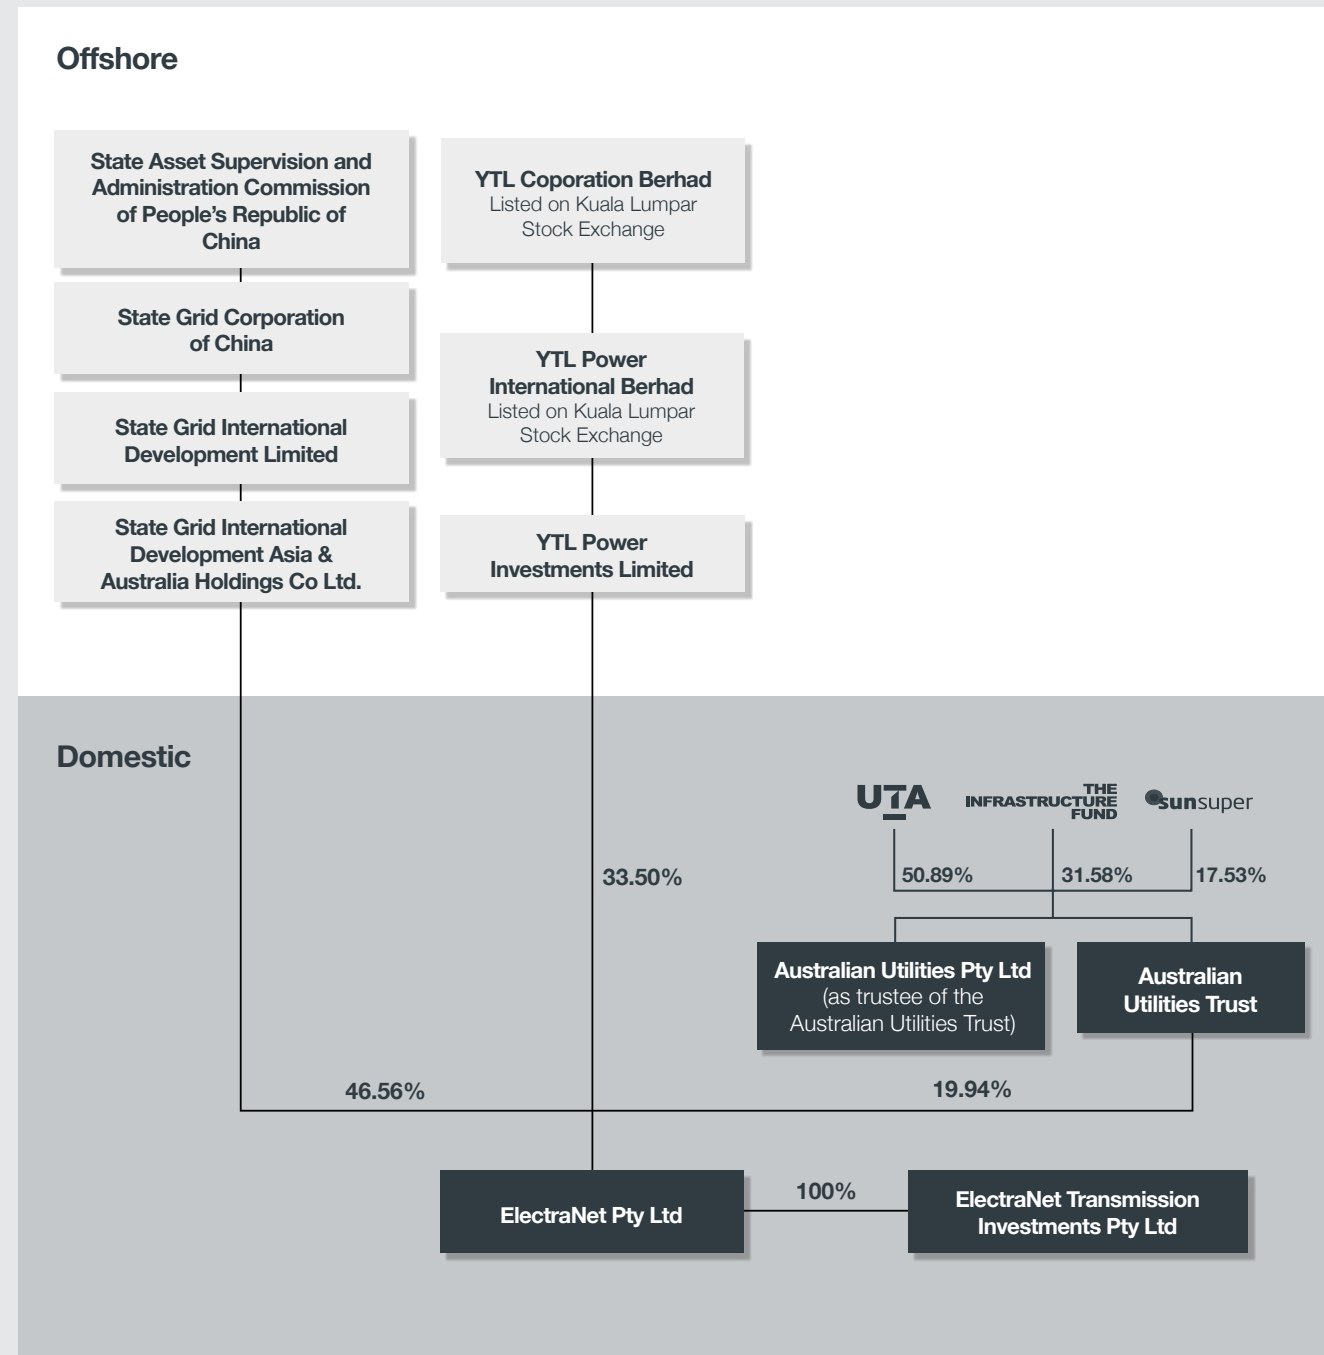 Offshore
State Asset Supervision and
Administration Commission
of People's Republic of
China
State Grid Corporation
of China
State Grid International
Development Limited
State Grid International
Development Asia &
Australia Holdings Co Ltd.
YTL Coporation Berhad
Listed on Kuala Lumpar
Stock Exchange
YTL Power
International Berhad
Listed on Kuala Lumpar
Stock Exchange
YTL Power
Investments Limited
Domestic
UTA
THE
INFRASTRUCTURE
FUND
sunsuper
33.50%
50.89%
31.58%
17.53%
Australian Utilities Pty Ltd
(as trustee of the
Australian Utilities Trust)
Australian
Utilities Trust
46.56%
19.94%
ElectraNet Pty Ltd
100%
ElectraNet Transmission
Investments Pty Ltd